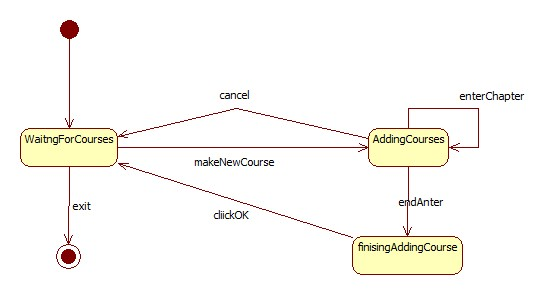 cancel
enterChapter
WaitngForCourses
AddingCourses
makeNewCourse
exit
endAnter
cliickOK
finisingAddingCourse